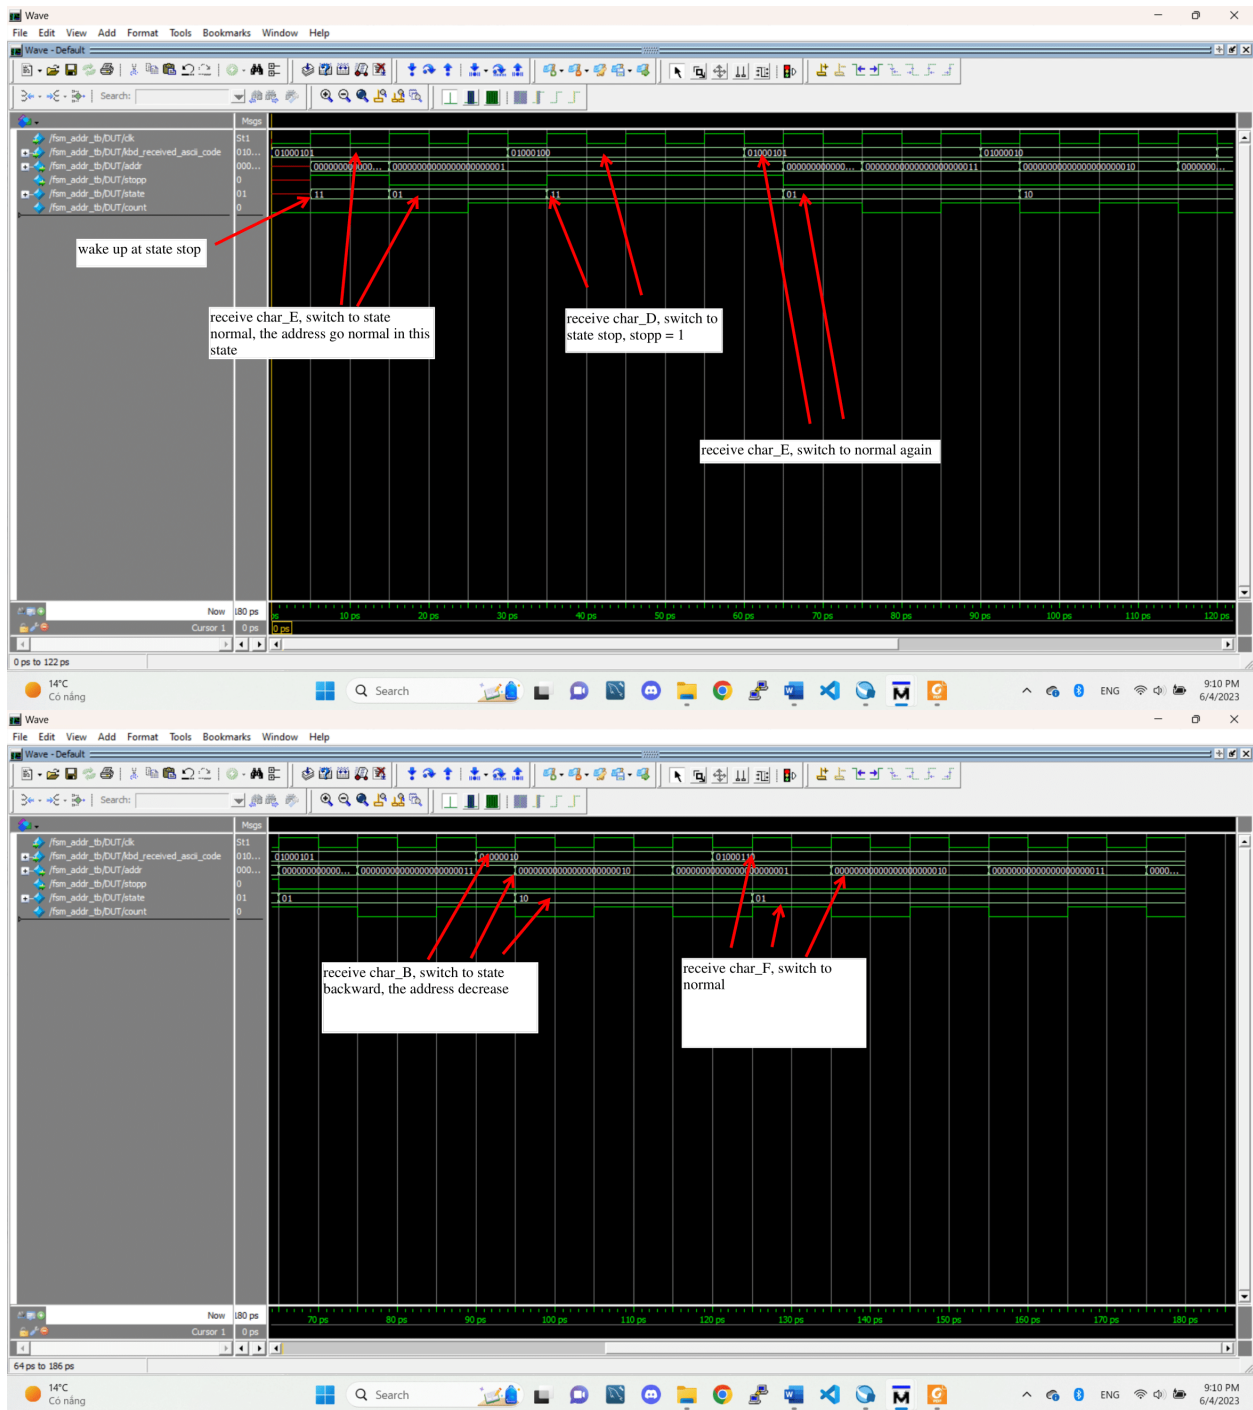 Wave
File Edit View Add Format Tools Bookmarks Window Help
Wave - Default
Search:
Msgs
/fsm_addr_tb/DUT/clk St1
/fsm_addr_tb/DUT/kbd_received_ascii_code 010... 01000101 01000100 01000101 01000010
/fsm_addr_tb/DUT/addr 000...
/fsm_addr_tb/DUT/stopp 0
/fsm_addr_tb/DUT/state 01 11 01 11 01 10
/fsm_addr_tb/DUT/count 0
wake up at state stop
receive char_E, switch to state
normal, the address go normal in this
state
receive char_D, switch to
state stop, stopp = 1
receive char_E, switch to normal again
Now 180 ps
10 ps 20 ps 30 ps 40 ps 50 ps 60 ps 70 ps 80 ps 90 ps 100 ps 110 ps 120 ps
Cursor 1 0 ps 0 ps
0 ps to 122 ps
14°C
Có nắng
Search
ENG
9:10 PM
6/4/2023
Wave
File Edit View Add Format Tools Bookmarks Window Help
Wave - Default
Search:
Msgs
/fsm_addr_tb/DUT/clk St1
/fsm_addr_tb/DUT/kbd_received_ascii_code 010... 01000101
/fsm_addr_tb/DUT/addr 000...
/fsm_addr_tb/DUT/stopp 0
/fsm_addr_tb/DUT/state 01 01 10 01
/fsm_addr_tb/DUT/count 0
receive char_B, switch to state
backward, the address decrease
receive char_F, switch to
normal
Now 180 ps
70 ps 80 ps 90 ps 100 ps 110 ps 120 ps 130 ps 140 ps 150 ps 160 ps 170 ps 180 ps
Cursor 1 0 ps
64 ps to 186 ps
14°C
Có nắng
Search
ENG
9:10 PM
6/4/2023